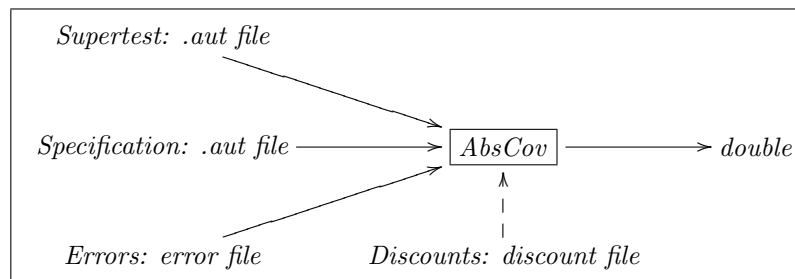 Supertest: .aut file
Specification: .aut file
AbsCov
double
Errors: error file
Discounts: discount file